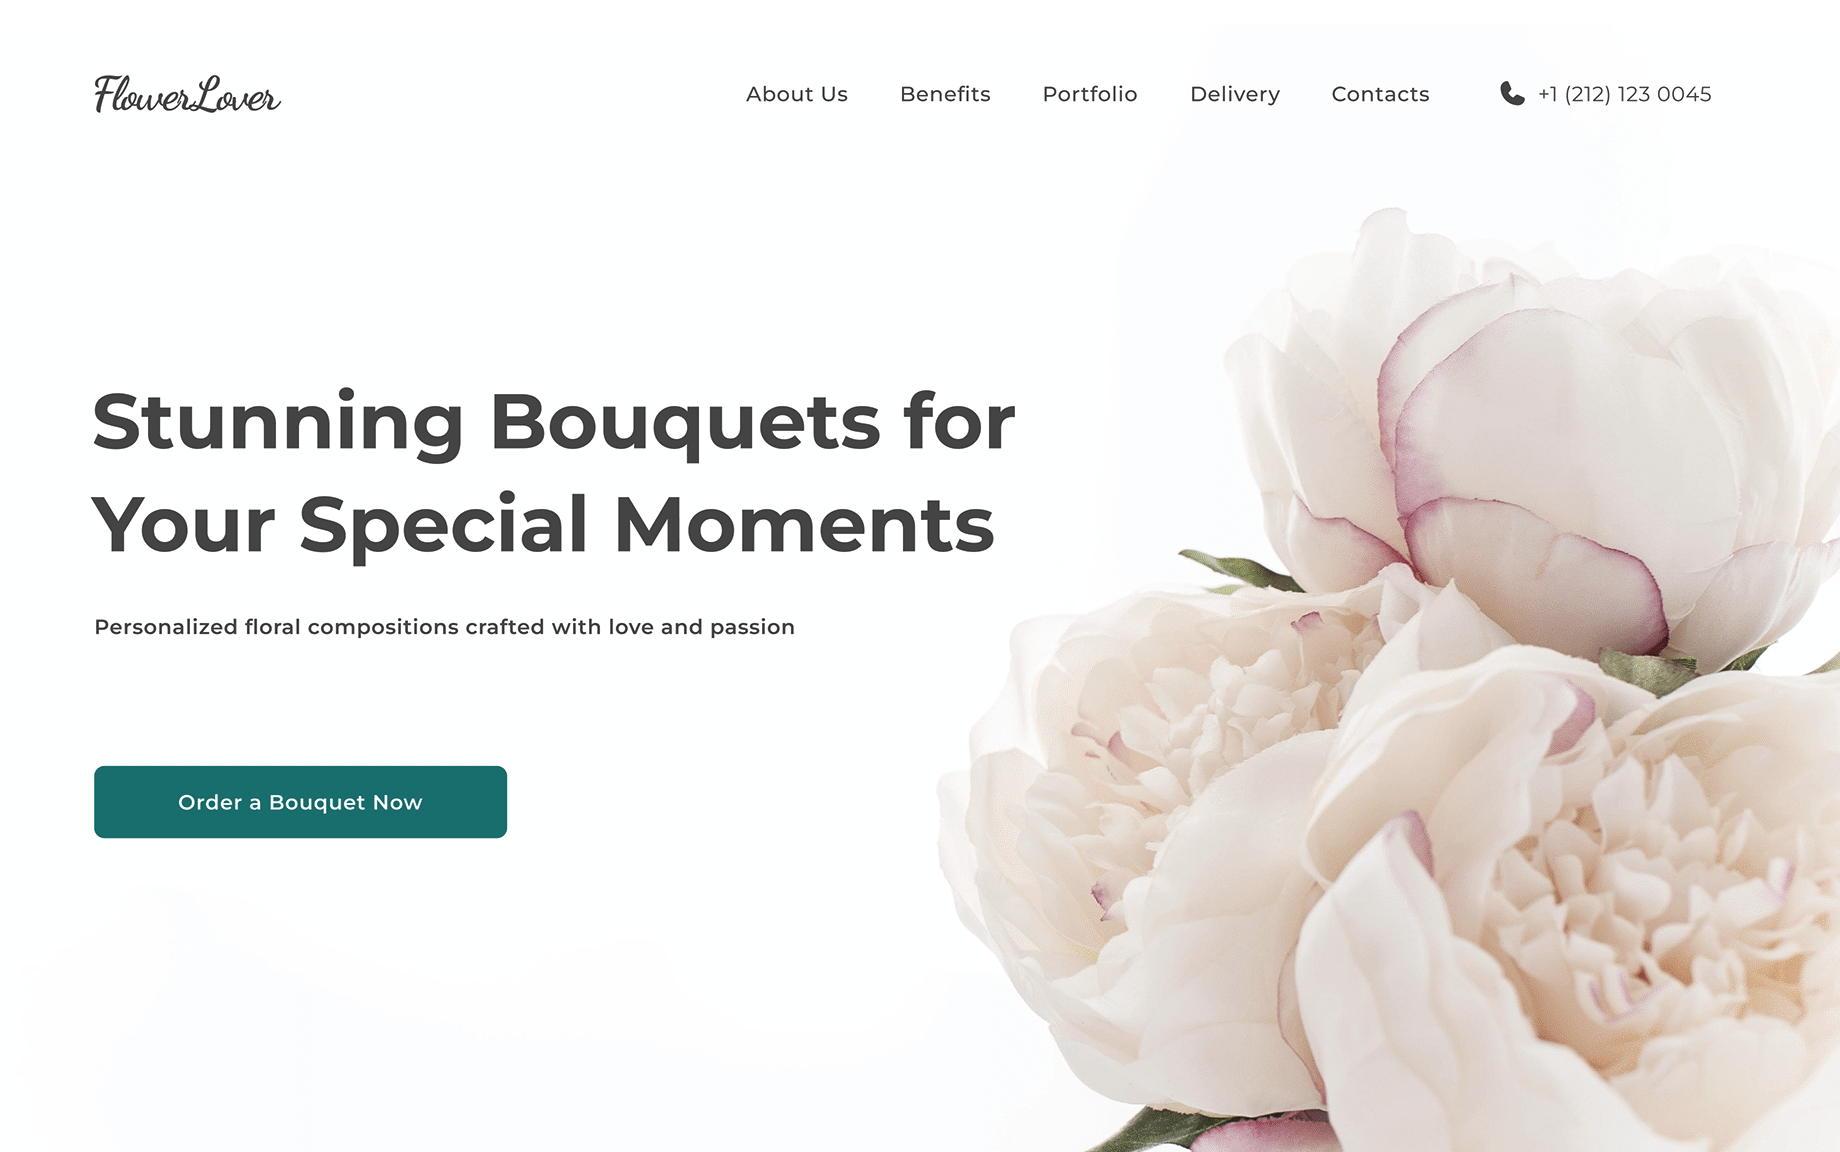 FlowerLover
About Us Benefits Portfolio Delivery Contacts +1 (212) 123 0045
Stunning Bouquets for
Your Special Moments
Personalized floral compositions crafted with love and passion
Order a Bouquet Now